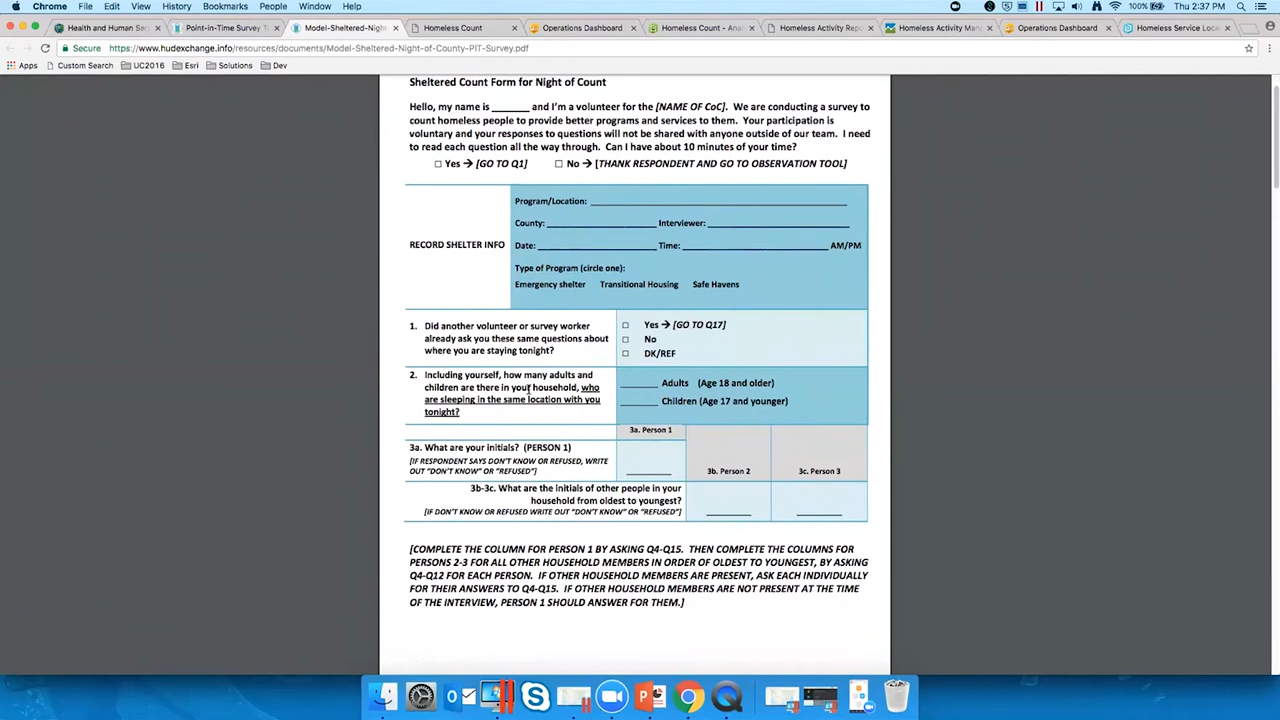 Chrome File Edit View History Bookmarks People Window Help 100% Thu 2:37 PM
Health and Human Ser
Point-in-Time Survey T
Model-Sheltered-Night
Homeless Count
Operations Dashboard
Homeless Count - Ana
Homeless Activity Repo
Homeless Activity Ma
Operations Dashboard
Homeless Service Loca
Secure https://www.hudexchange.info/resources/documents/Model-Sheltered-Night-of-County-PIT-Survey.pdf
Apps Custom Search UC2016 Esri Solutions Dev
Sheltered Count Form for Night of Count
Hello, my name is _______ and I'm a volunteer for the [NAME OF CoC]. We are conducting a survey to
count homeless people to provide better programs and services to them. Your participation is
voluntary and your responses to questions will not be shared with anyone outside of our team. I need
to read each question all the way through. Can I have about 10 minutes of your time?
□ Yes → [GO TO Q1] □ No → [THANK RESPONDENT AND GO TO OBSERVATION TOOL]
RECORD SHELTER INFO
Program/Location:
County: Interviewer:
Date: Time: AM/PM
Type of Program (circle one):
Emergency shelter Transitional Housing Safe Havens
1. Did another volunteer or survey worker
already ask you these same questions about
where you are staying tonight?
□ Yes → [GO TO Q17]
□ No
□ DK/REF
2. Including yourself, how many adults and
children are there in your household, who
are sleeping in the same location with you
tonight?
______ Adults (Age 18 and older)
______ Children (Age 17 and younger)
3a. Person 1
3a. What are your initials? (PERSON 1)
[IF RESPONDENT SAYS DON'T KNOW OR REFUSED, WRITE
OUT "DON'T KNOW" OR "REFUSED"]
3b. Person 2
3c. Person 3
3b-3c. What are the initials of other people in your
household from oldest to youngest?
[IF DON'T KNOW OR REFUSED WRITE OUT "DON'T KNOW" OR "REFUSED"]
[COMPLETE THE COLUMN FOR PERSON 1 BY ASKING Q4-Q15. THEN COMPLETE THE COLUMNS FOR
PERSONS 2-3 FOR ALL OTHER HOUSEHOLD MEMBERS IN ORDER OF OLDEST TO YOUNGEST, BY ASKING
Q4-Q12 FOR EACH PERSON. IF OTHER HOUSEHOLD MEMBERS ARE PRESENT, ASK EACH INDIVIDUALLY
FOR THEIR ANSWERS TO Q4-Q15. IF OTHER HOUSEHOLD MEMBERS ARE NOT PRESENT AT THE TIME
OF THE INTERVIEW, PERSON 1 SHOULD ANSWER FOR THEM.]